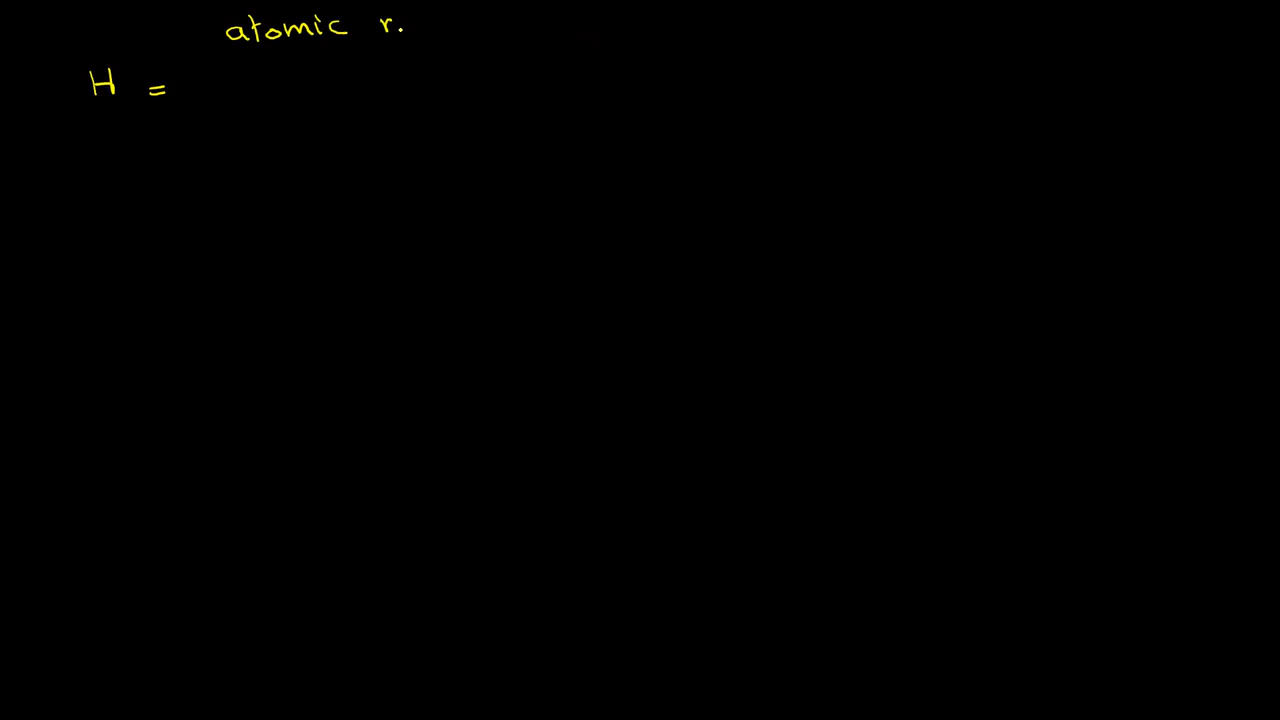 atomic r.
H =